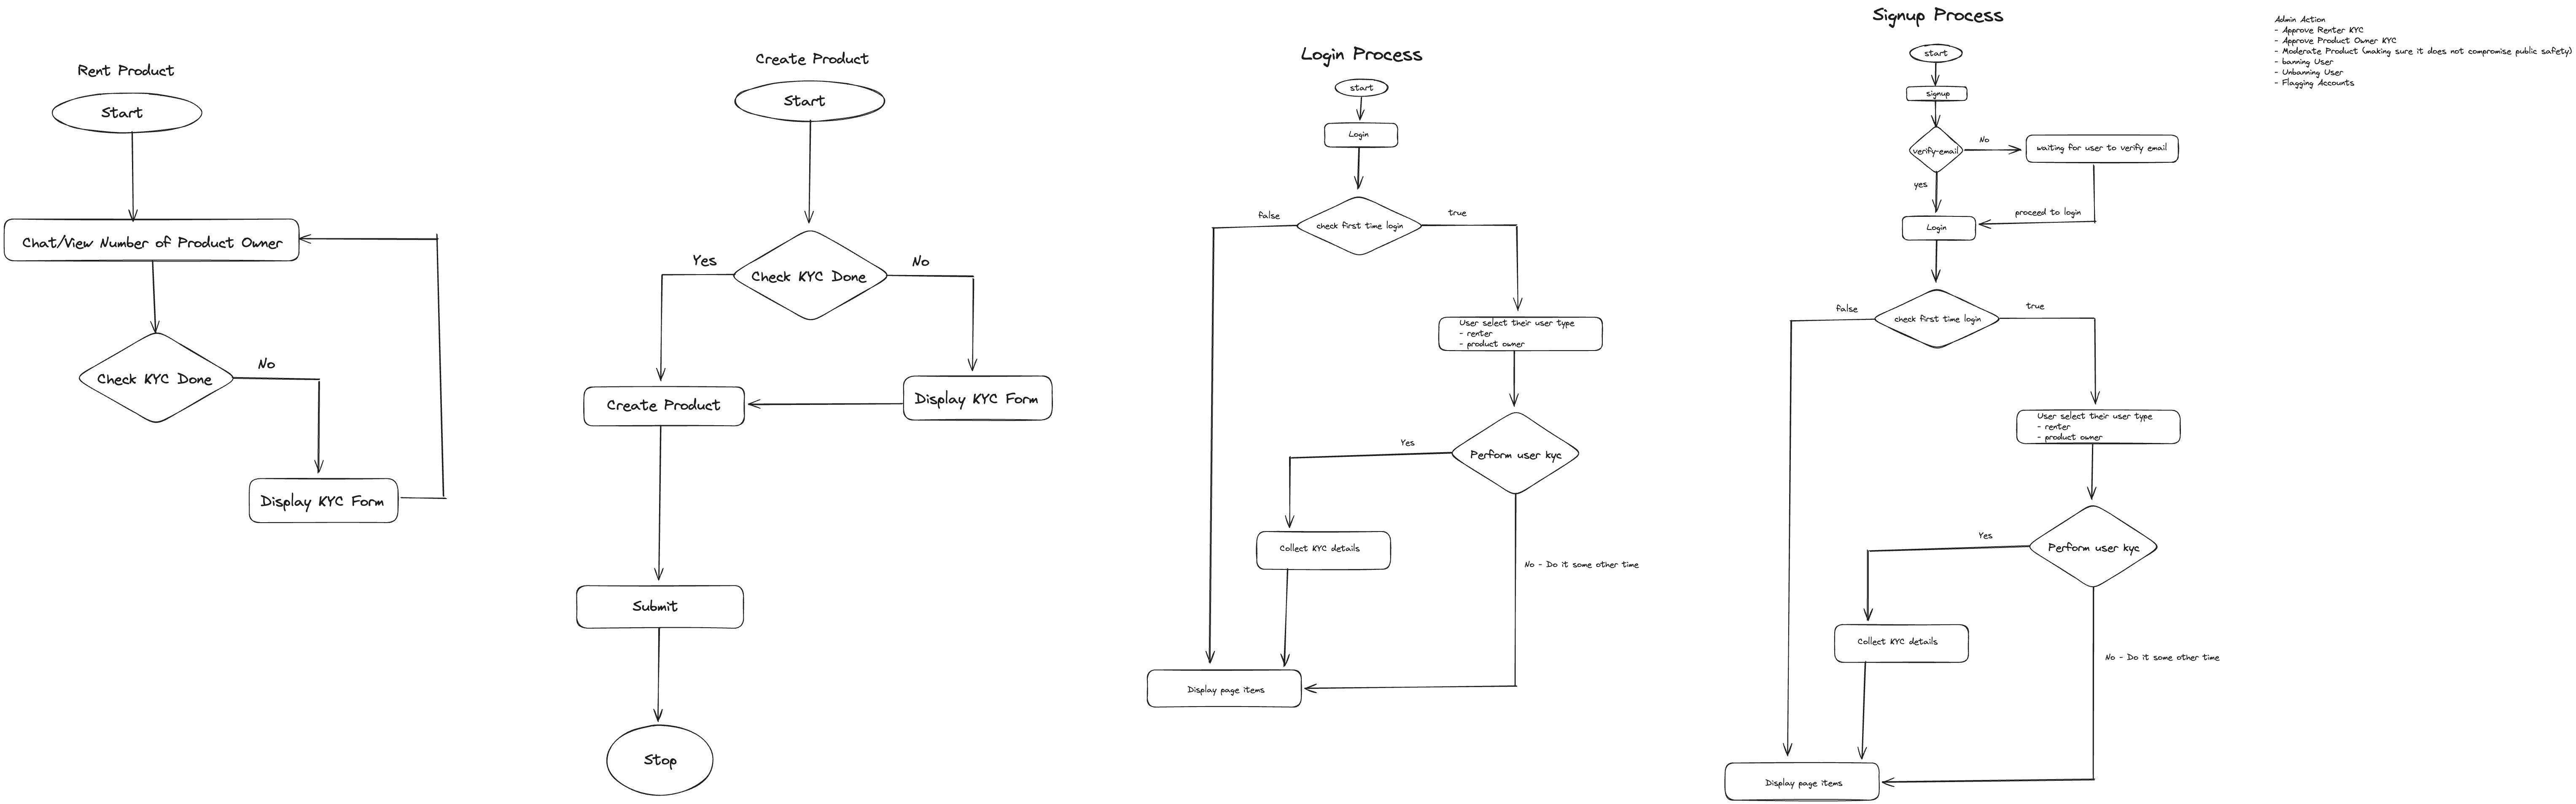 Rent Product
Start
Chat/View Number of Product Owner
Check KYC Done
No
Display KYC Form
Create Product
Start
Yes
No
Check KYC Done
Create Product
Display KYC Form
Submit
Stop
Login Process
start
Login
false
true
check first time login
User select their user type
- renter
- product owner
Yes
Perform user kyc
Collect KYC details
No - Do it some other time
Display page items
Signup Process
start
signup
No
verify-email
waiting for user to verify email
yes
proceed to login
Login
false
true
check first time login
User select their user type
- renter
- product owner
Yes
Perform user kyc
Collect KYC details
No - Do it some other time
Display page items
Admin Action
- Approve Renter KYC
- Approve Product Owner KYC
- Moderate Product (making sure it does not compromise public safety)
- banning User
- Unbanning User
- Flagging Accounts